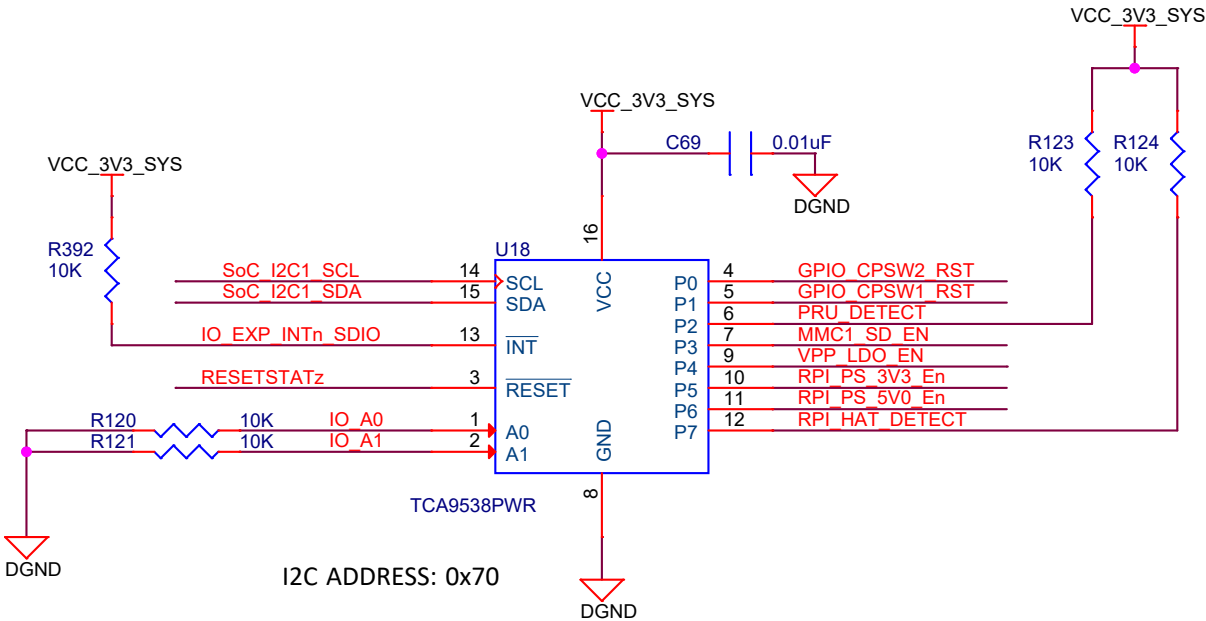 VCC_3V3_SYS
VCC_3V3_SYS
C69 0.01uF
R123 R124
10K 10K
VCC_3V3_SYS
DGND
R392
10K
16
U18
SoC_I2C1_SCL 14 SCL VCC P0 4 GPIO_CPSW2_RST
SoC_I2C1_SDA 15 SDA P1 5 GPIO_CPSW1_RST
P2 6 PRU_DETECT
IO_EXP_INTn_SDIO 13 INT P3 7 MMC1_SD_EN
P4 9 VPP_LDO_EN
RESETSTATz 3 RESET P5 10 RPI_PS_3V3_En
P6 11 RPI_PS_5V0_En
R120 10K IO_A0 1 A0 GND P7 12 RPI_HAT_DETECT
R121 10K IO_A1 2 A1
8
TCA9538PWR
DGND
I2C ADDRESS: 0x70
DGND